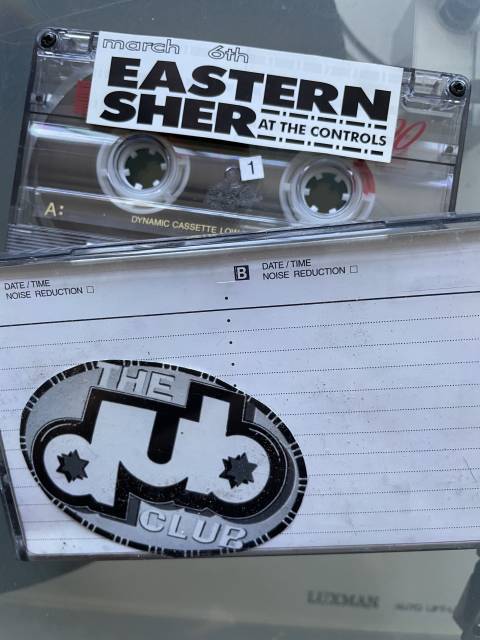 march 6th
EASTERN
SHER AT THE CONTROLS
1
A:
DYNAMIC CASSETTE LOW
DATE / TIME
NOISE REDUCTION
B
DATE / TIME
NOISE REDUCTION
THE
dub
CLUB
LUXMAN